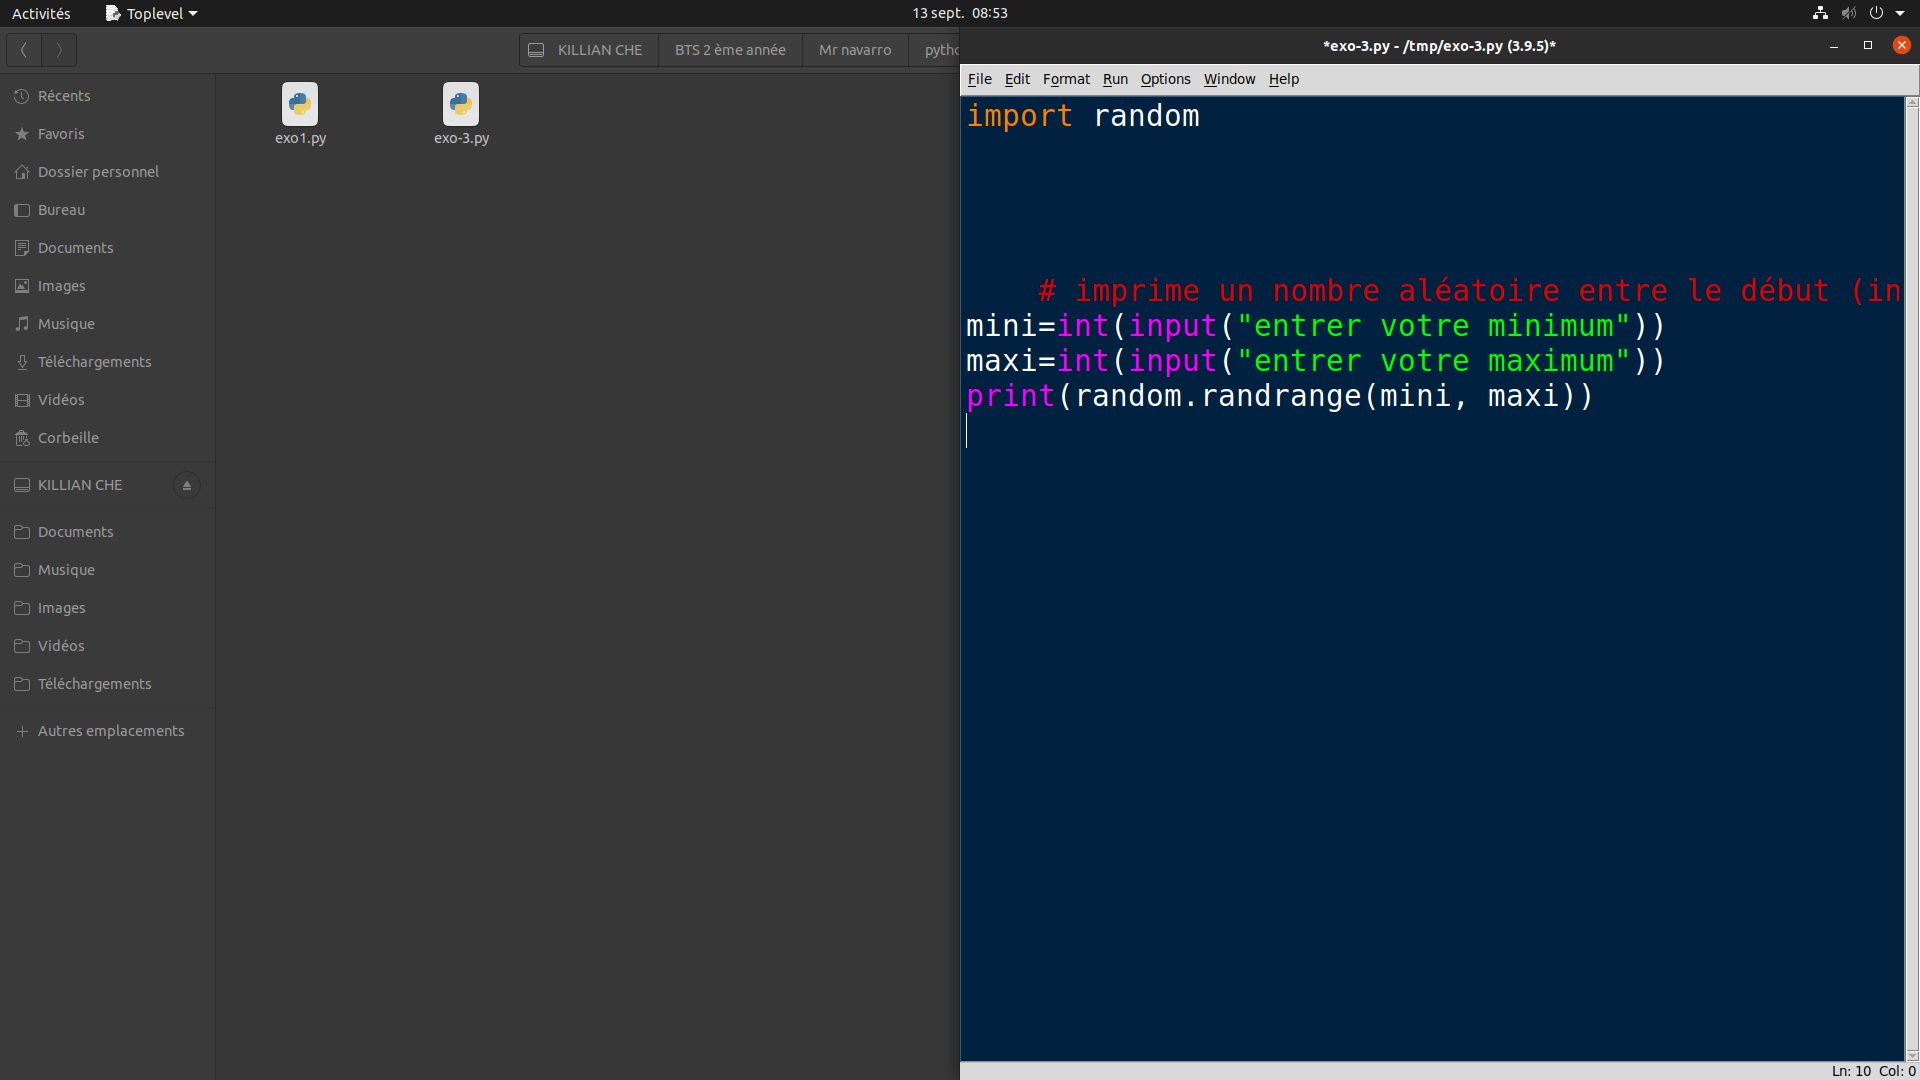 Activités
Toplevel
13 sept. 08:53
KILLIAN CHE
BTS 2 ème année
Mr navarro
Récents
Favoris
Dossier personnel
Bureau
Documents
Images
Musique
Téléchargements
Vidéos
Corbeille
KILLIAN CHE
Documents
Musique
Images
Vidéos
Téléchargements
Autres emplacements
exo1.py
exo-3.py
*exo-3.py - /tmp/exo-3.py (3.9.5)*
File Edit Format Run Options Window Help
import random
# imprime un nombre aléatoire entre le début (in
mini=int(input("entrer votre minimum"))
maxi=int(input("entrer votre maximum"))
print(random.randrange(mini, maxi))
Ln: 10 Col: 0